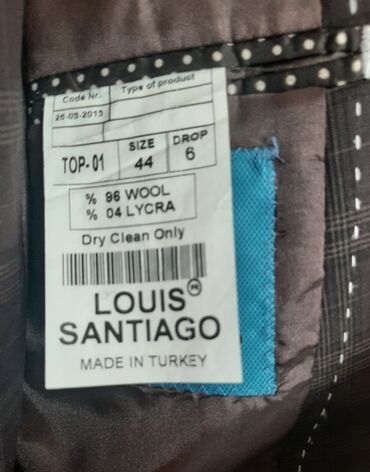 Code Nr. Type of product
26-08-2015
TOP-01 SIZE 44 DROP 6
% 96 WOOL
% 04 LYCRA
Dry Clean Only
LOUIS®
SANTIAGO
MADE IN TURKEY